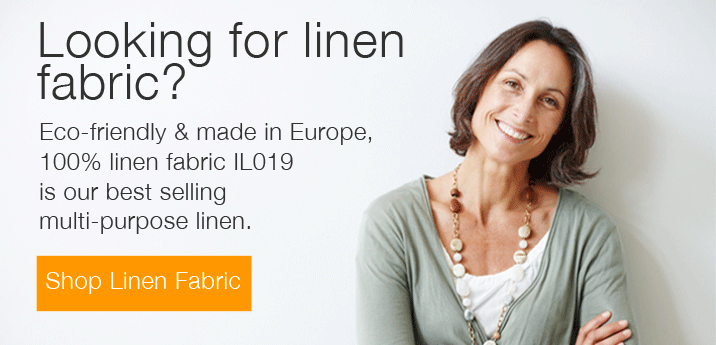 Looking for linen
fabric?
Eco-friendly & made in Europe,
100% linen fabric IL019
is our best selling
multi-purpose linen.
Shop Linen Fabric